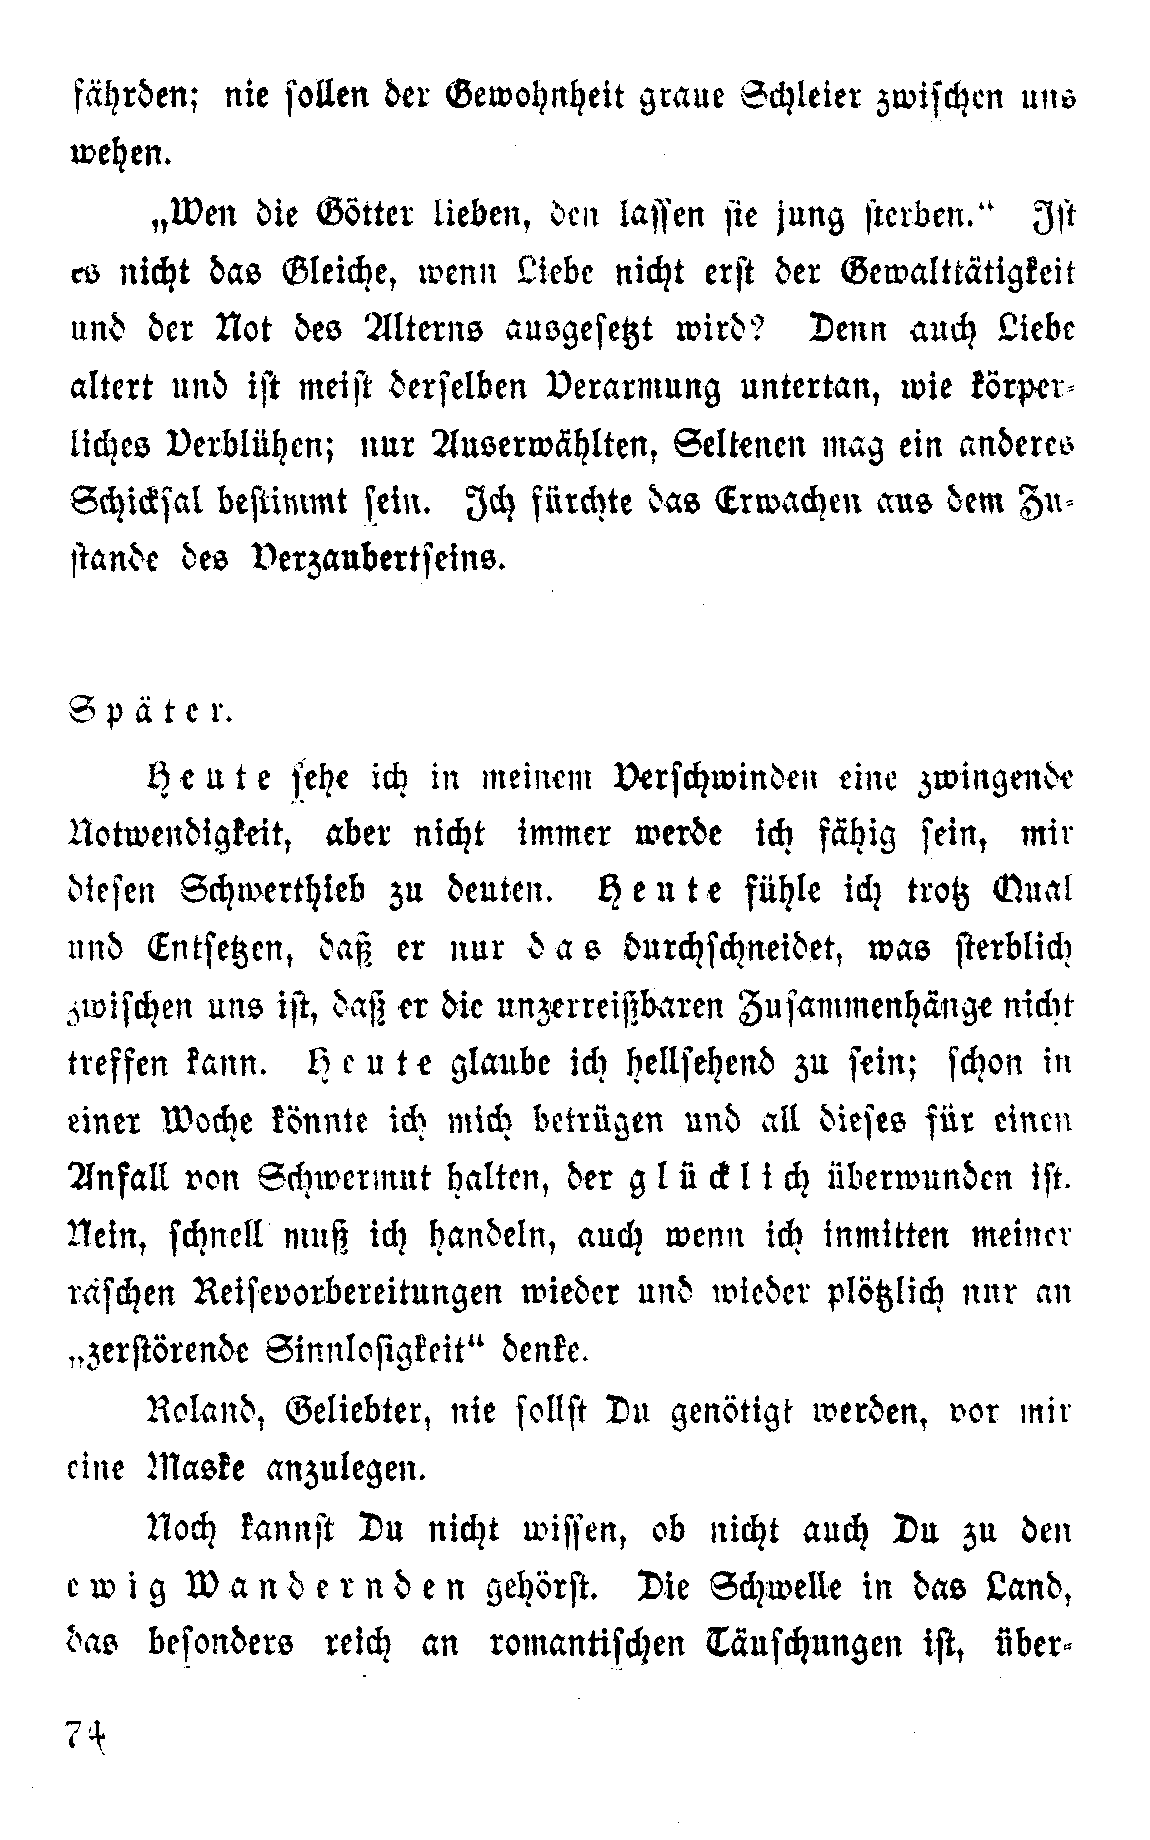 fährden; nie sollen der Gewohnheit graue Schleier zwischen uns
wehen.
„Wen die Götter lieben, den lassen sie jung sterben.“ Ist
es nicht das Gleiche, wenn Liebe nicht erst der Gewalttätigkeit
und der Not des Alterns ausgesetzt wird? Denn auch Liebe
altert und ist meist derselben Verarmung untertan, wie körper-
liches Verblühen; nur Auserwählten, Seltenen mag ein anderes
Schicksal bestimmt sein. Ich fürchte das Erwachen aus dem Zu-
stande des Verzaubertseins.
Später.
Heute sehe ich in meinem Verschwinden eine zwingende
Notwendigkeit, aber nicht immer werde ich fähig sein, mir
diesen Schwerthieb zu deuten. Heute fühle ich trotz Qual
und Entsetzen, daß er nur das durchschneidet, was sterblich
zwischen uns ist, daß er die unzerreißbaren Zusammenhänge nicht
treffen kann. Heute glaube ich hellsehend zu sein; schon in
einer Woche könnte ich mich betrügen und all dieses für einen
Anfall von Schwermut halten, der glücklich überwunden ist.
Nein, schnell muß ich handeln, auch wenn ich inmitten meiner
raschen Reisevorbereitungen wieder und wieder plötzlich nur an
„zerstörende Sinnlosigkeit“ denke.
Roland, Geliebter, nie sollst Du genötigt werden, vor mir
eine Maske anzulegen.
Noch kannst Du nicht wissen, ob nicht auch Du zu den
ewig Wandernden gehörst. Die Schwelle in das Land,
das besonders reich an romantischen Täuschungen ist, über-
74